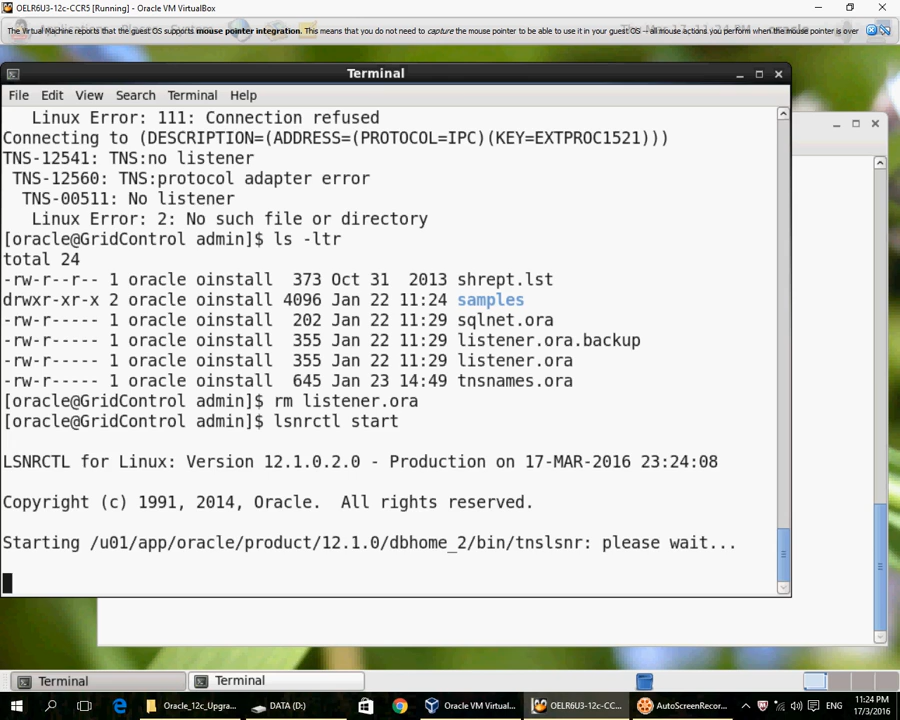 OELR6U3-12c-CCR5 [Running] - Oracle VM VirtualBox
The Virtual Machine reports that the guest OS supports mouse pointer integration. This means that you do not need to capture the mouse pointer to be able to use it in your guest OS -- all mouse actions you perform when the mouse pointer is over
Terminal
File Edit View Search Terminal Help
Linux Error: 111: Connection refused
Connecting to (DESCRIPTION=(ADDRESS=(PROTOCOL=IPC)(KEY=EXTPROC1521)))
TNS-12541: TNS:no listener
TNS-12560: TNS:protocol adapter error
TNS-00511: No listener
Linux Error: 2: No such file or directory
[oracle@GridControl admin]$ ls -ltr
total 24
-rw-r--r-- 1 oracle oinstall 373 Oct 31 2013 shrept.lst
drwxr-xr-x 2 oracle oinstall 4096 Jan 22 11:24 samples
-rw-r----- 1 oracle oinstall 202 Jan 22 11:29 sqlnet.ora
-rw-r----- 1 oracle oinstall 355 Jan 22 11:29 listener.ora.backup
-rw-r----- 1 oracle oinstall 355 Jan 22 11:29 listener.ora
-rw-r----- 1 oracle oinstall 645 Jan 23 14:49 tnsnames.ora
[oracle@GridControl admin]$ rm listener.ora
[oracle@GridControl admin]$ lsnrctl start
LSNRCTL for Linux: Version 12.1.0.2.0 - Production on 17-MAR-2016 23:24:08
Copyright (c) 1991, 2014, Oracle. All rights reserved.
Starting /u01/app/oracle/product/12.1.0/dbhome_2/bin/tnslsnr: please wait...
Terminal Terminal
Oracle_12c_Upgra... DATA (D:) Oracle VM Virtual... OELR6U3-12c-CC... AutoScreenRecor... ENG 11:24 PM
17/3/2016